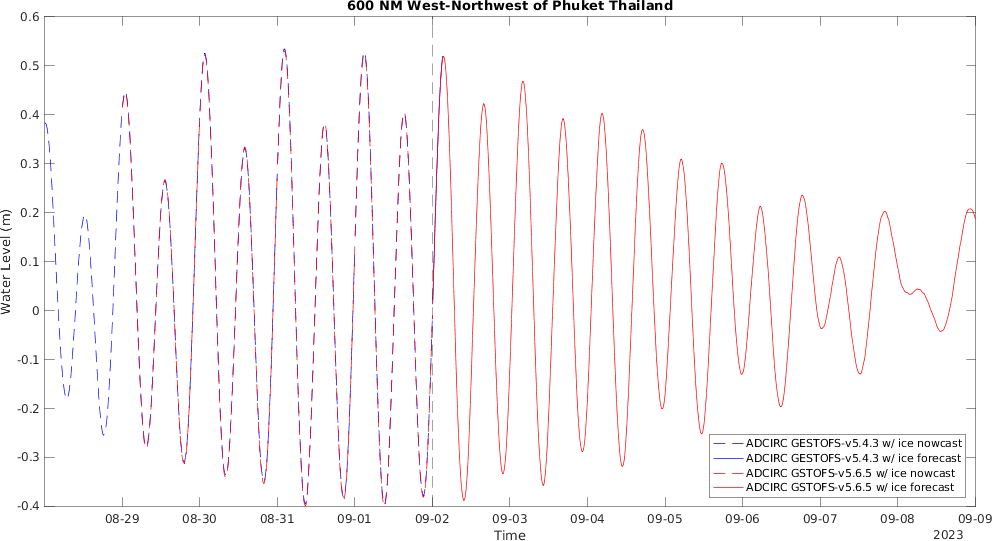 600 NM West-Northwest of Phuket Thailand
Water Level (m)
0.6
0.5
0.4
0.3
0.2
0.1
0
-0.1
-0.2
-0.3
-0.4
ADCIRC GESTOFS-v5.4.3 w/ ice nowcast
ADCIRC GESTOFS-v5.4.3 w/ ice forecast
ADCIRC GSTOFS-v5.6.5 w/ ice nowcast
ADCIRC GSTOFS-v5.6.5 w/ ice forecast
08-29 08-30 08-31 09-01 09-02 09-03 09-04 09-05 09-06 09-07 09-08 09-09
Time
2023